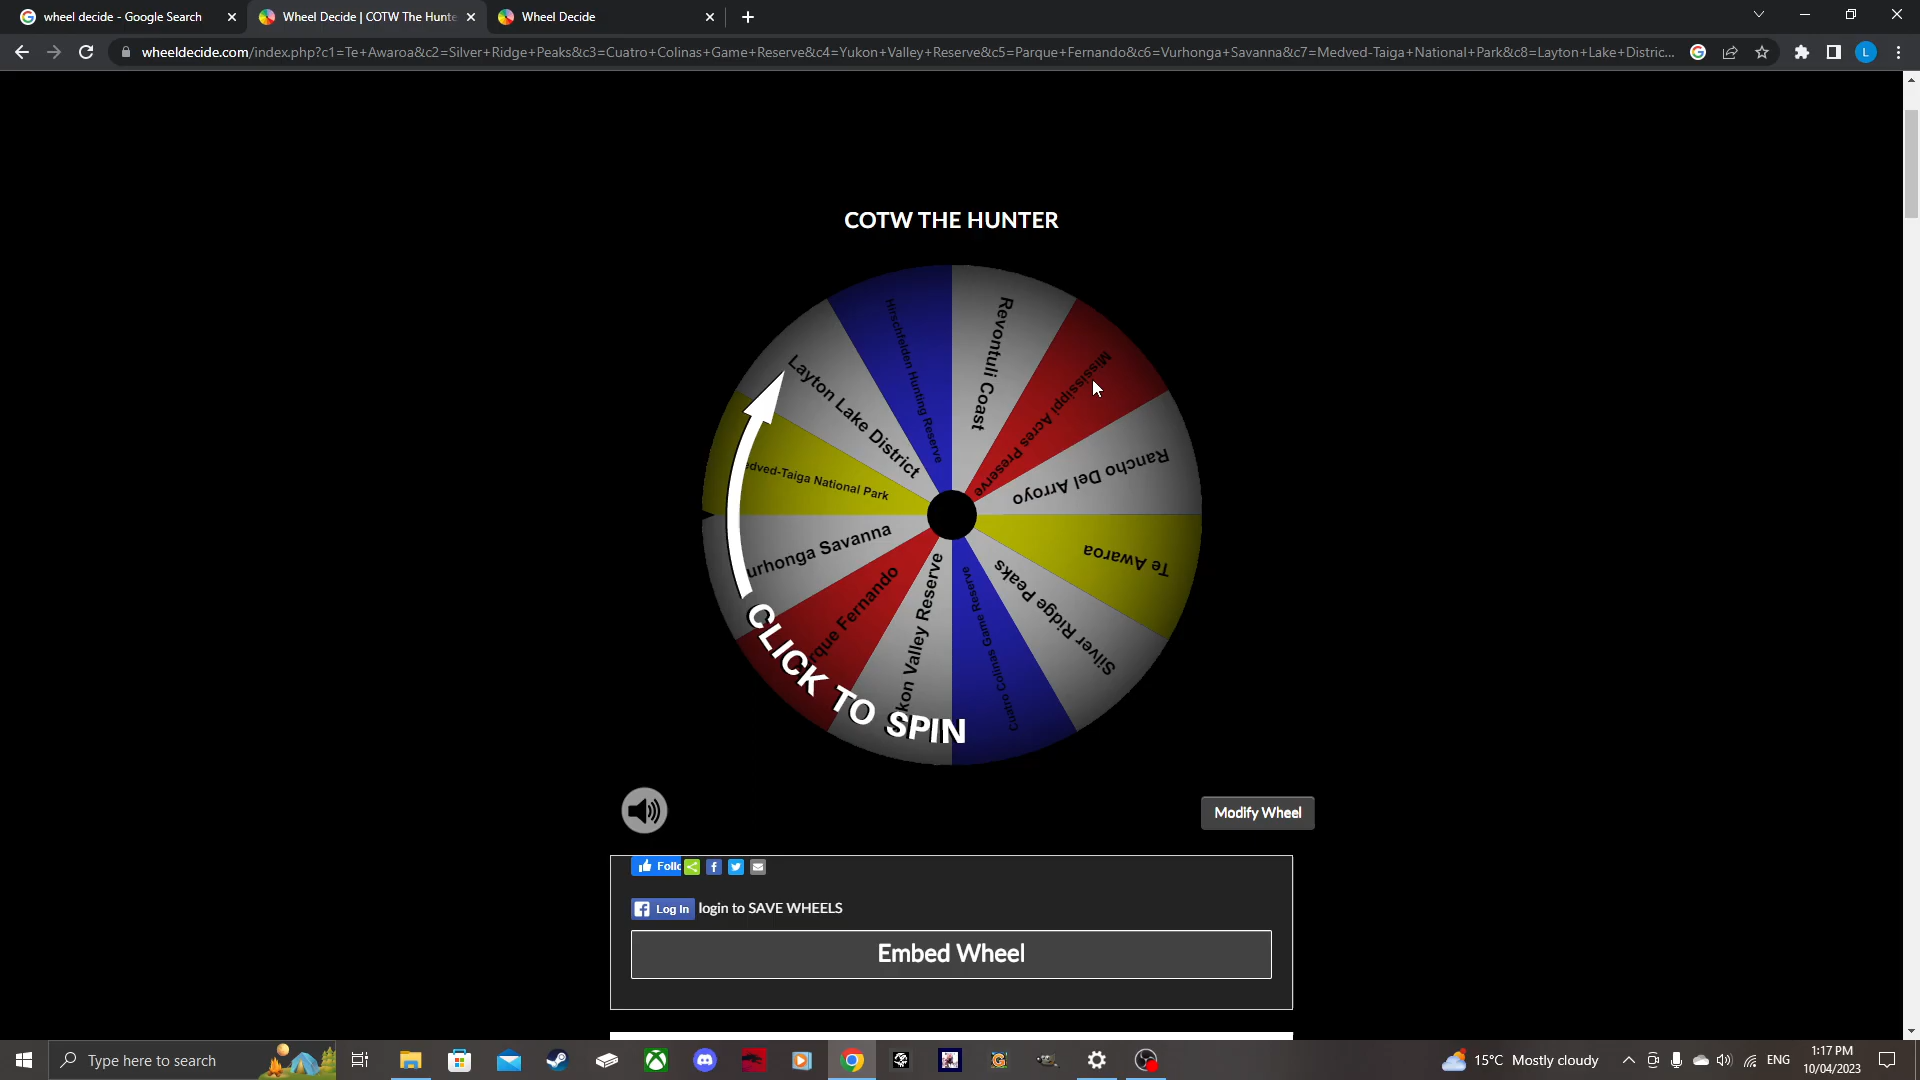 wheel decide - Google Search
Wheel Decide | COTW The Hunte
Wheel Decide
wheeldecide.com/index.php?c1=Te+Awaroa&c2=Silver+Ridge+Peaks&c3=Cuatro+Colinas+Game+Reserve&c4=Yukon+Valley+Reserve&c5=Parque+Fernando&c6=Vurhonga+Savanna&c7=Medved-Taiga+National+Park&c8=Layton+Lake+Distric...
L
COTW THE HUNTER
Hirschfelden Hunting Reserve
Revontuli Coast
Mississippi Acres Preserve
Layton Lake District
Rancho Del Arroyo
edved-Taiga National Park
Te Awaroa
urhonga Savanna
Silver Ridge Peaks
rque Fernando
kon Valley Reserve
Cuatro Colinas Game Reserve
CLICK TO SPIN
Modify Wheel
Follo
Log In login to SAVE WHEELS
Embed Wheel
Type here to search
15°C Mostly cloudy
ENG
1:17 PM
10/04/2023